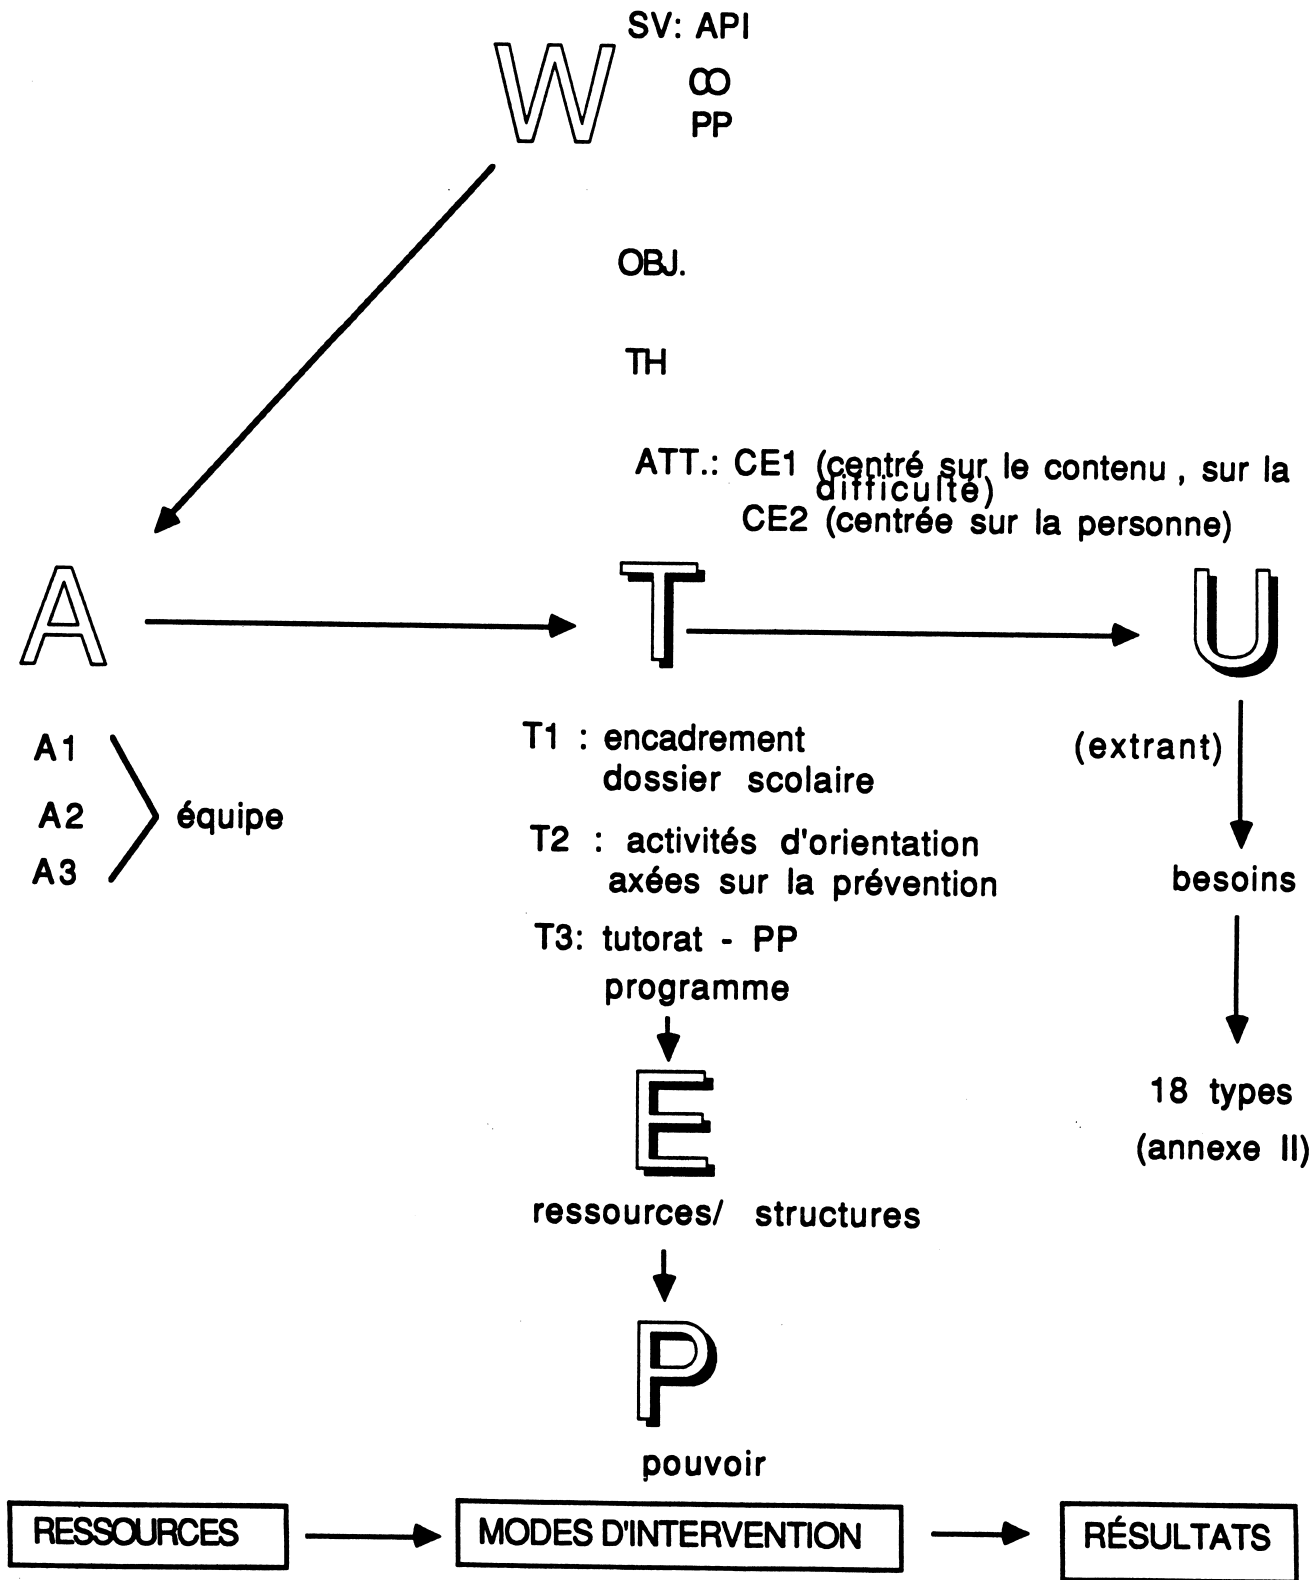 SV: API
W
CO
PP
OBJ.
TH
ATT.: CE1 (centré sur le contenu , sur la
difficulté)
CE2 (centrée sur la personne)
A
T
U
A1
A2
A3
équipe
T1 : encadrement
dossier scolaire
T2 : activités d'orientation
axées sur la prévention
T3: tutorat - PP
programme
(extrant)
besoins
18 types
(annexe II)
E
ressources/ structures
P
pouvoir
RESSOURCES
MODES D'INTERVENTION
RÉSULTATS